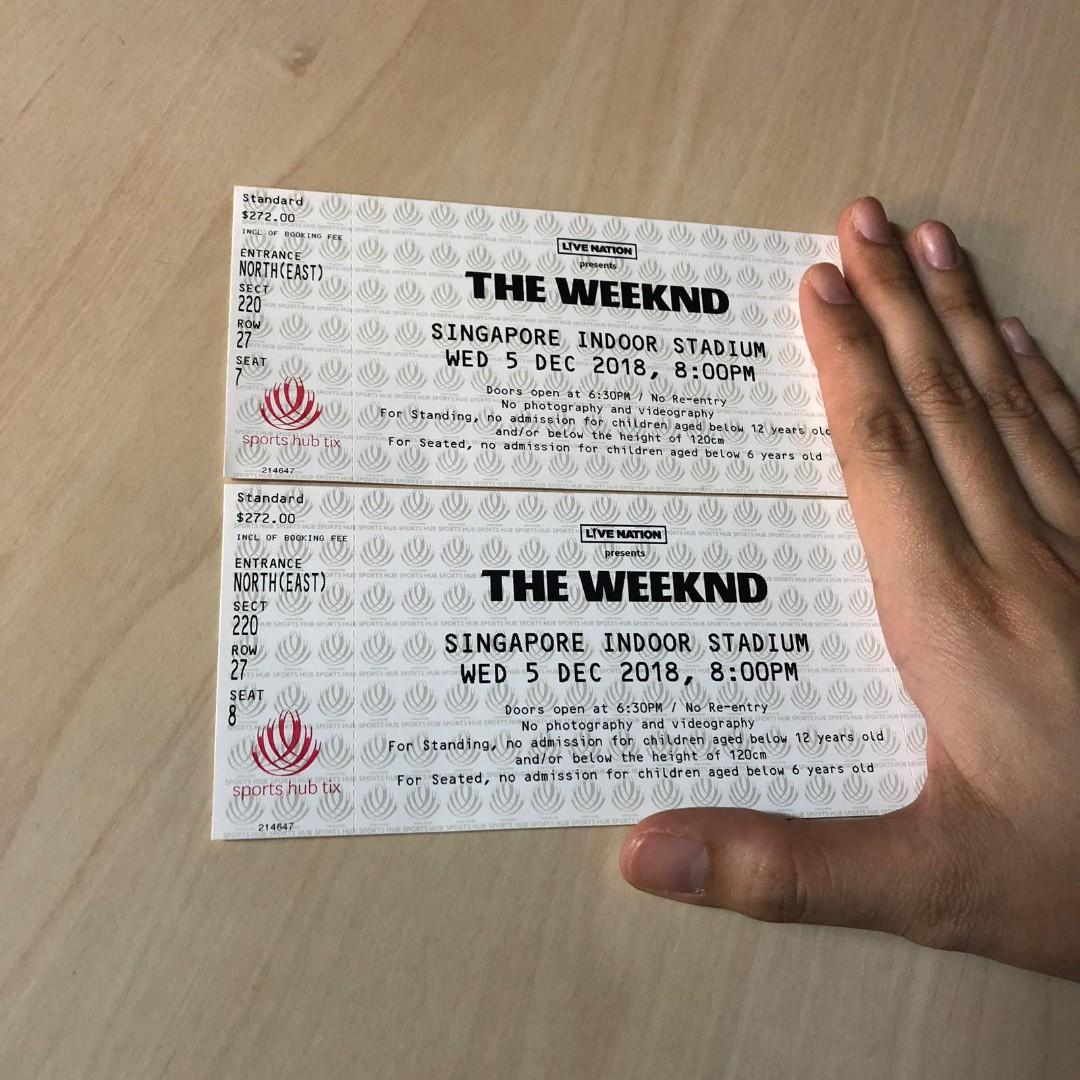 Standard
$272.00
INCL OF BOOKING FEE
ENTRANCE
NORTH(EAST)
SECT
220
ROW
27
SEAT
7
sports hub tix
214647
LIVE NATION
presents
THE WEEKND
SINGAPORE INDOOR STADIUM
WED 5 DEC 2018, 8:00PM
Doors open at 6:30PM / No Re-entry
No photography and videography
For Standing, no admission for children aged below 12 years old
and/or below the height of 120cm
For Seated, no admission for children aged below 6 years old
Standard
$272.00
INCL OF BOOKING FEE
ENTRANCE
NORTH(EAST)
SECT
220
ROW
27
SEAT
8
sports hub tix
214647
LIVE NATION
presents
THE WEEKND
SINGAPORE INDOOR STADIUM
WED 5 DEC 2018, 8:00PM
Doors open at 6:30PM / No Re-entry
No photography and videography
For Standing, no admission for children aged below 12 years old
and/or below the height of 120cm
For Seated, no admission for children aged below 6 years old